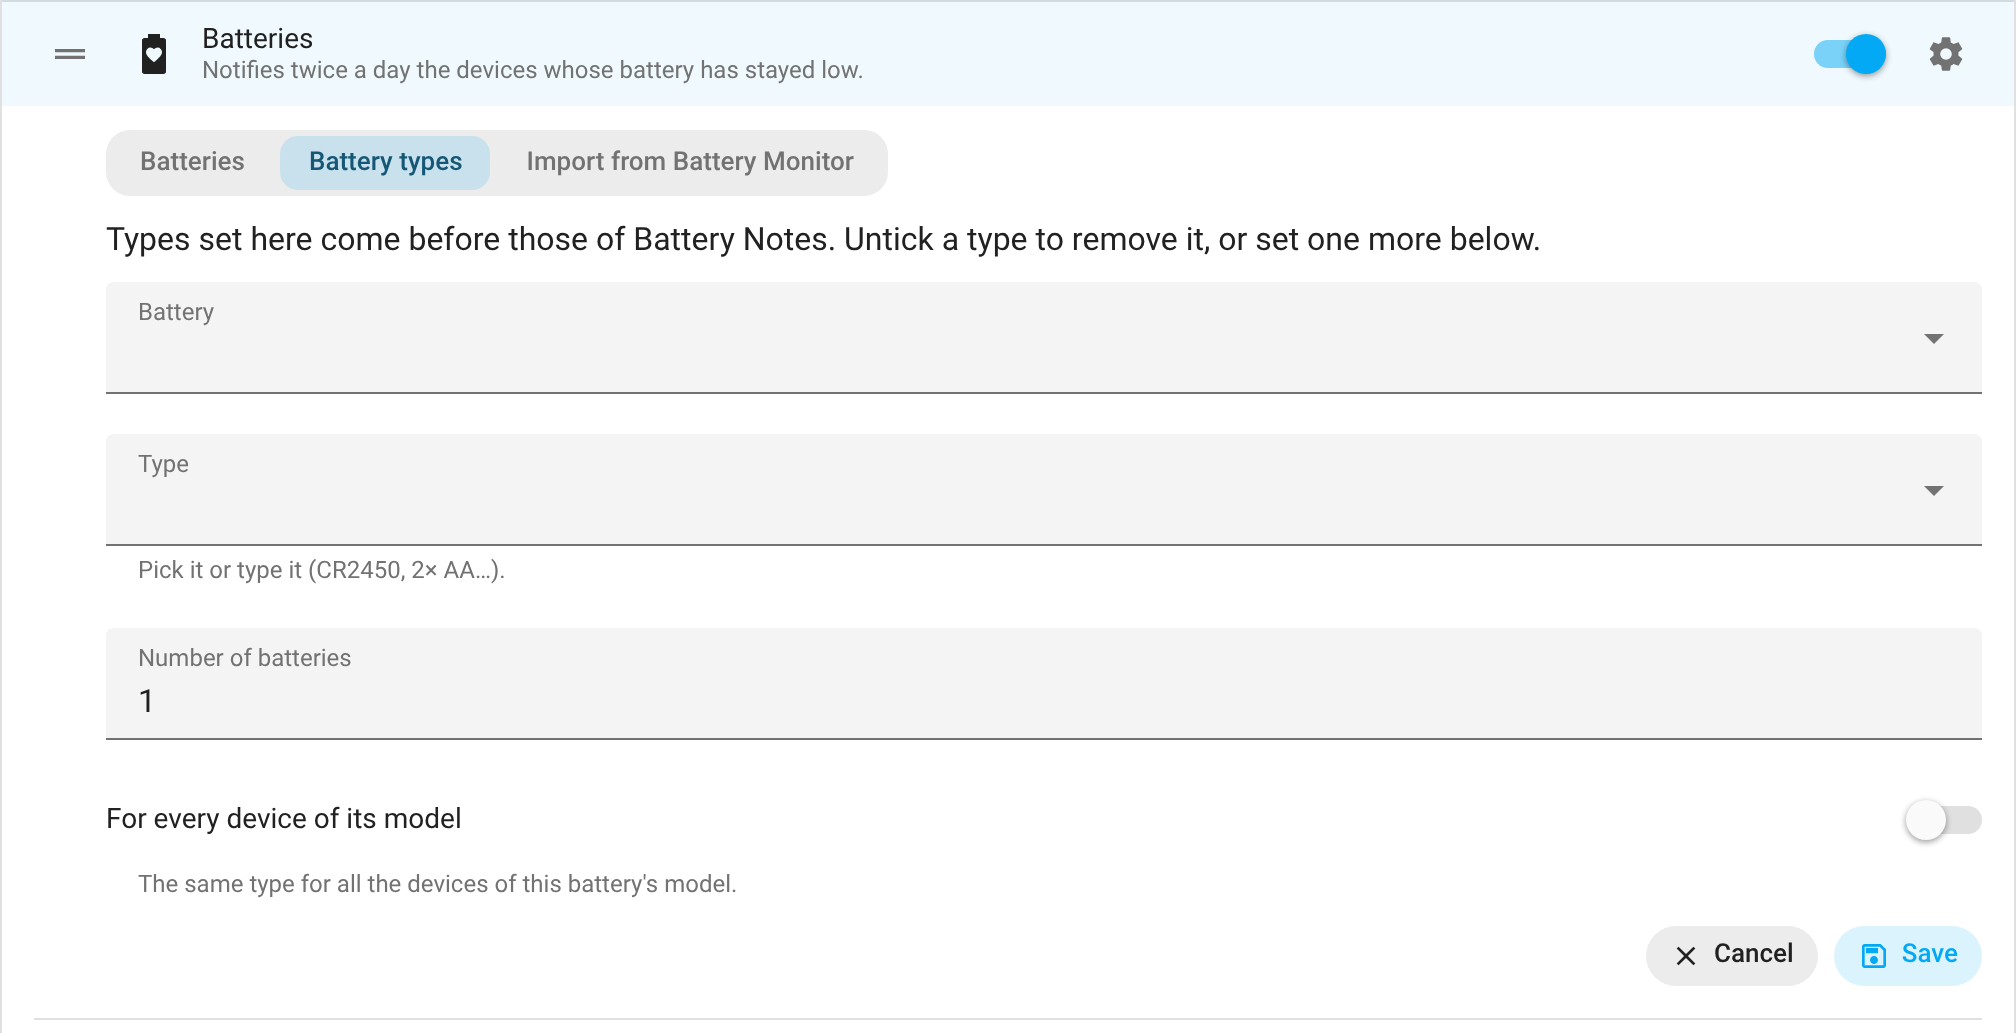 Batteries
Notifies twice a day the devices whose battery has stayed low.
Batteries
Battery types
Import from Battery Monitor
Types set here come before those of Battery Notes. Untick a type to remove it, or set one more below.
Battery
Type
Pick it or type it (CR2450, 2× AA…).
Number of batteries
1
For every device of its model
The same type for all the devices of this battery's model.
Cancel
Save